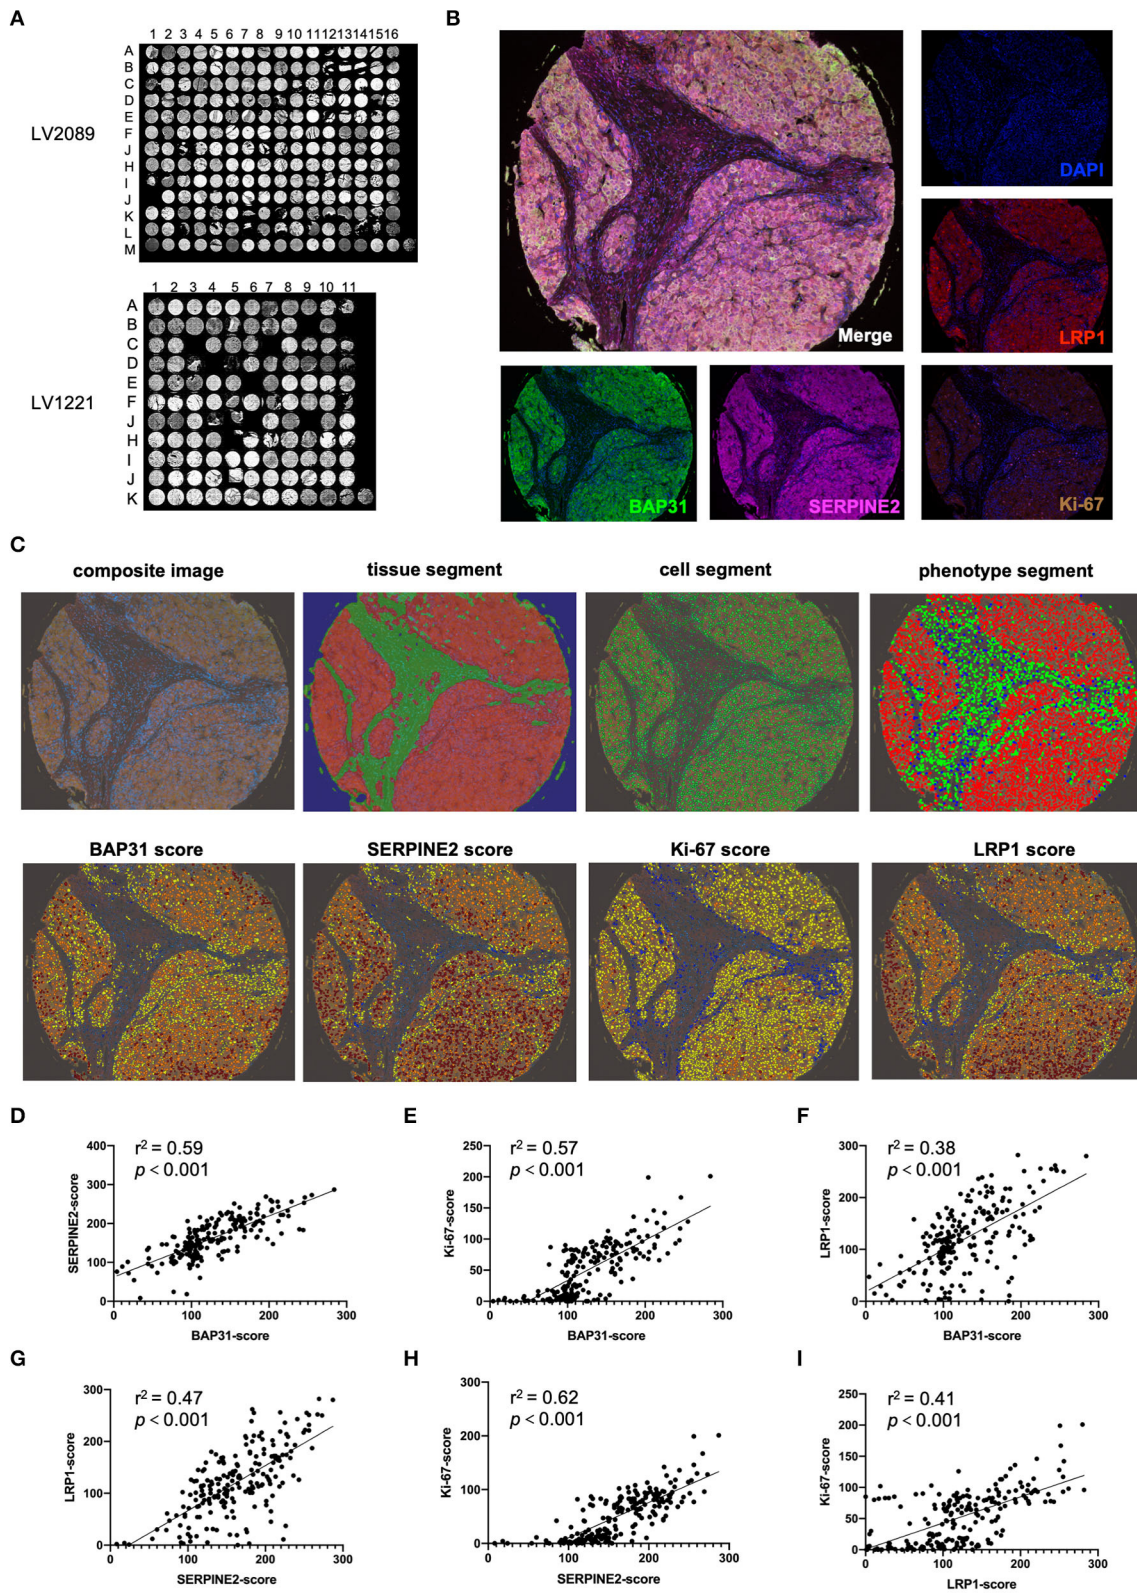 A
1 2 3 4 5 6 7 8 9 10 11 12 13 14 15 16
A
B
C
D
E
F
J
H
I
J
K
L
M
LV2089
1 2 3 4 5 6 7 8 9 10 11
A
B
C
D
E
F
J
H
I
J
K
LV1221
B
Merge
DAPI
LRP1
BAP31
SERPINE2
Ki-67
C
composite image
tissue segment
cell segment
phenotype segment
BAP31 score
SERPINE2 score
Ki-67 score
LRP1 score
D
r² = 0.59
p < 0.001
SERPINE2-score
400
300
200
100
0
0 100 200 300
BAP31-score
E
r² = 0.57
p < 0.001
Ki-67-score
250
200
150
100
50
0
0 100 200 300
BAP31-score
F
r² = 0.38
p < 0.001
LRP1-score
300
200
100
0
0 100 200 300
BAP31-score
G
r² = 0.47
p < 0.001
LRP1-score
300
200
100
0
0 100 200 300
SERPINE2-score
H
r² = 0.62
p < 0.001
Ki-67-score
300
200
100
0
0 100 200 300
SERPINE2-score
I
r² = 0.41
p < 0.001
Ki-67-score
250
200
150
100
50
0
0 100 200 300
LRP1-score